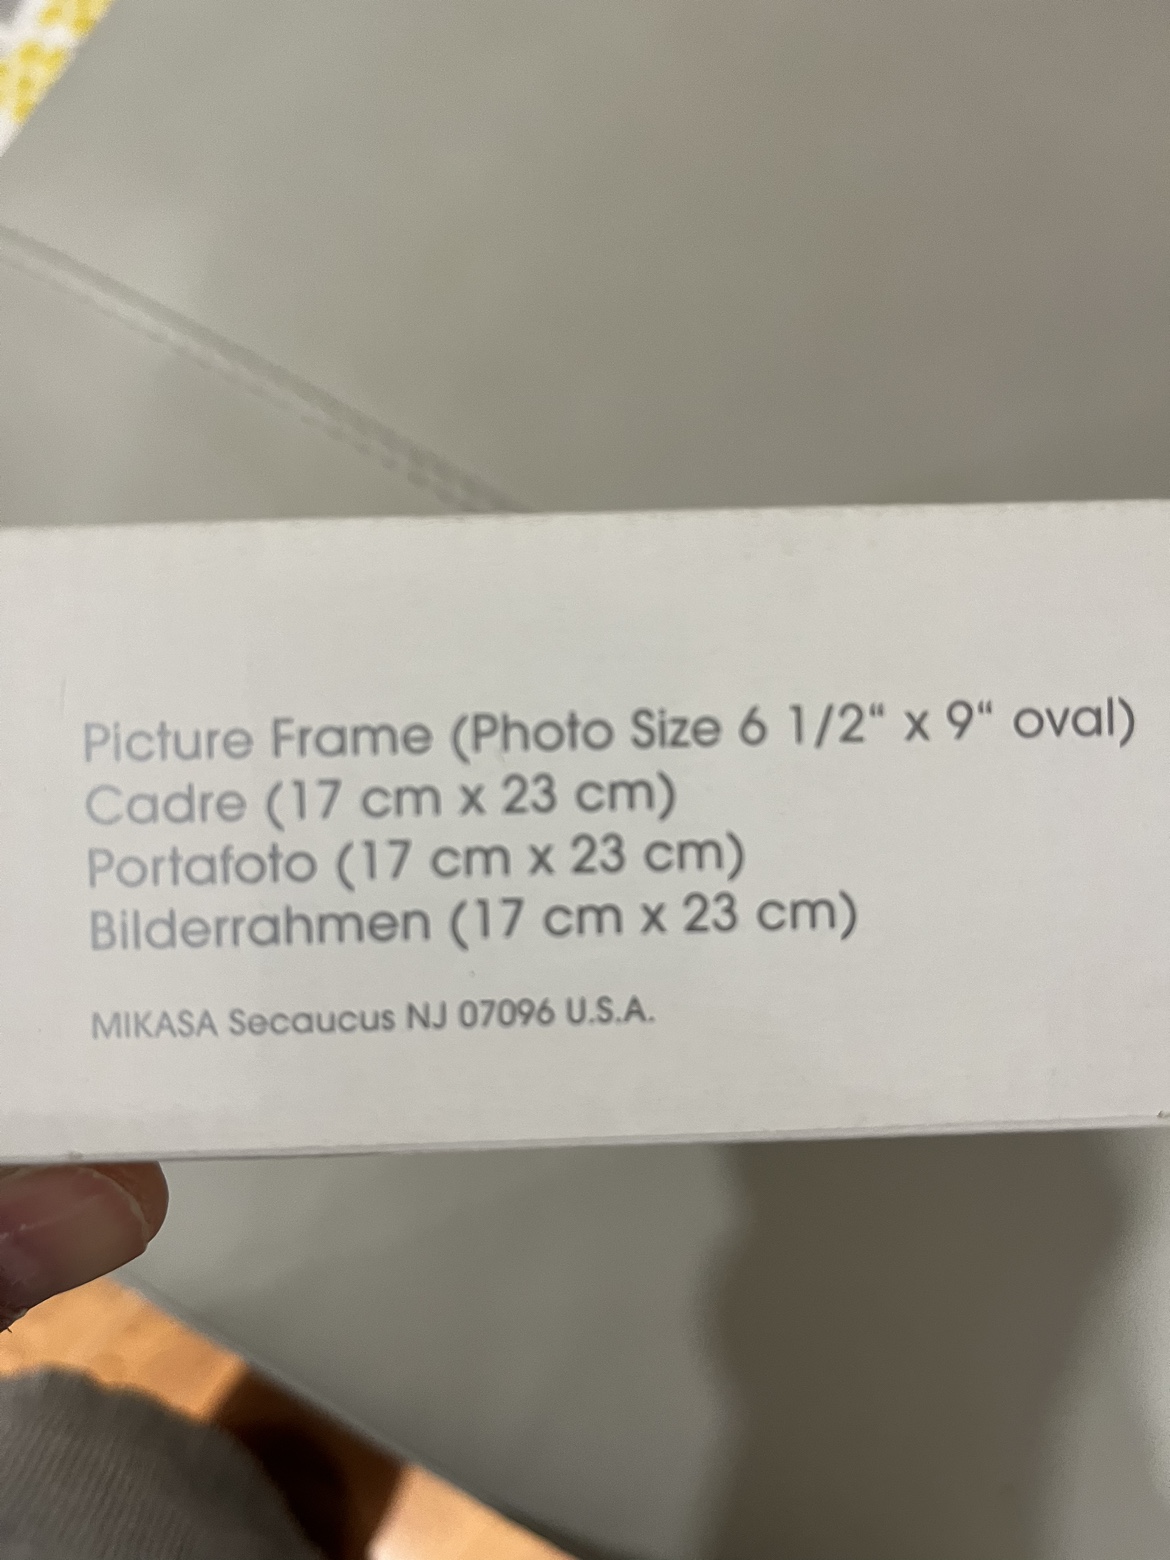 Picture Frame (Photo Size 6 1/2“ x 9“ oval)
Cadre (17 cm x 23 cm)
Portafoto (17 cm x 23 cm)
Bilderrahmen (17 cm x 23 cm)
MIKASA Secaucus NJ 07096 U.S.A.